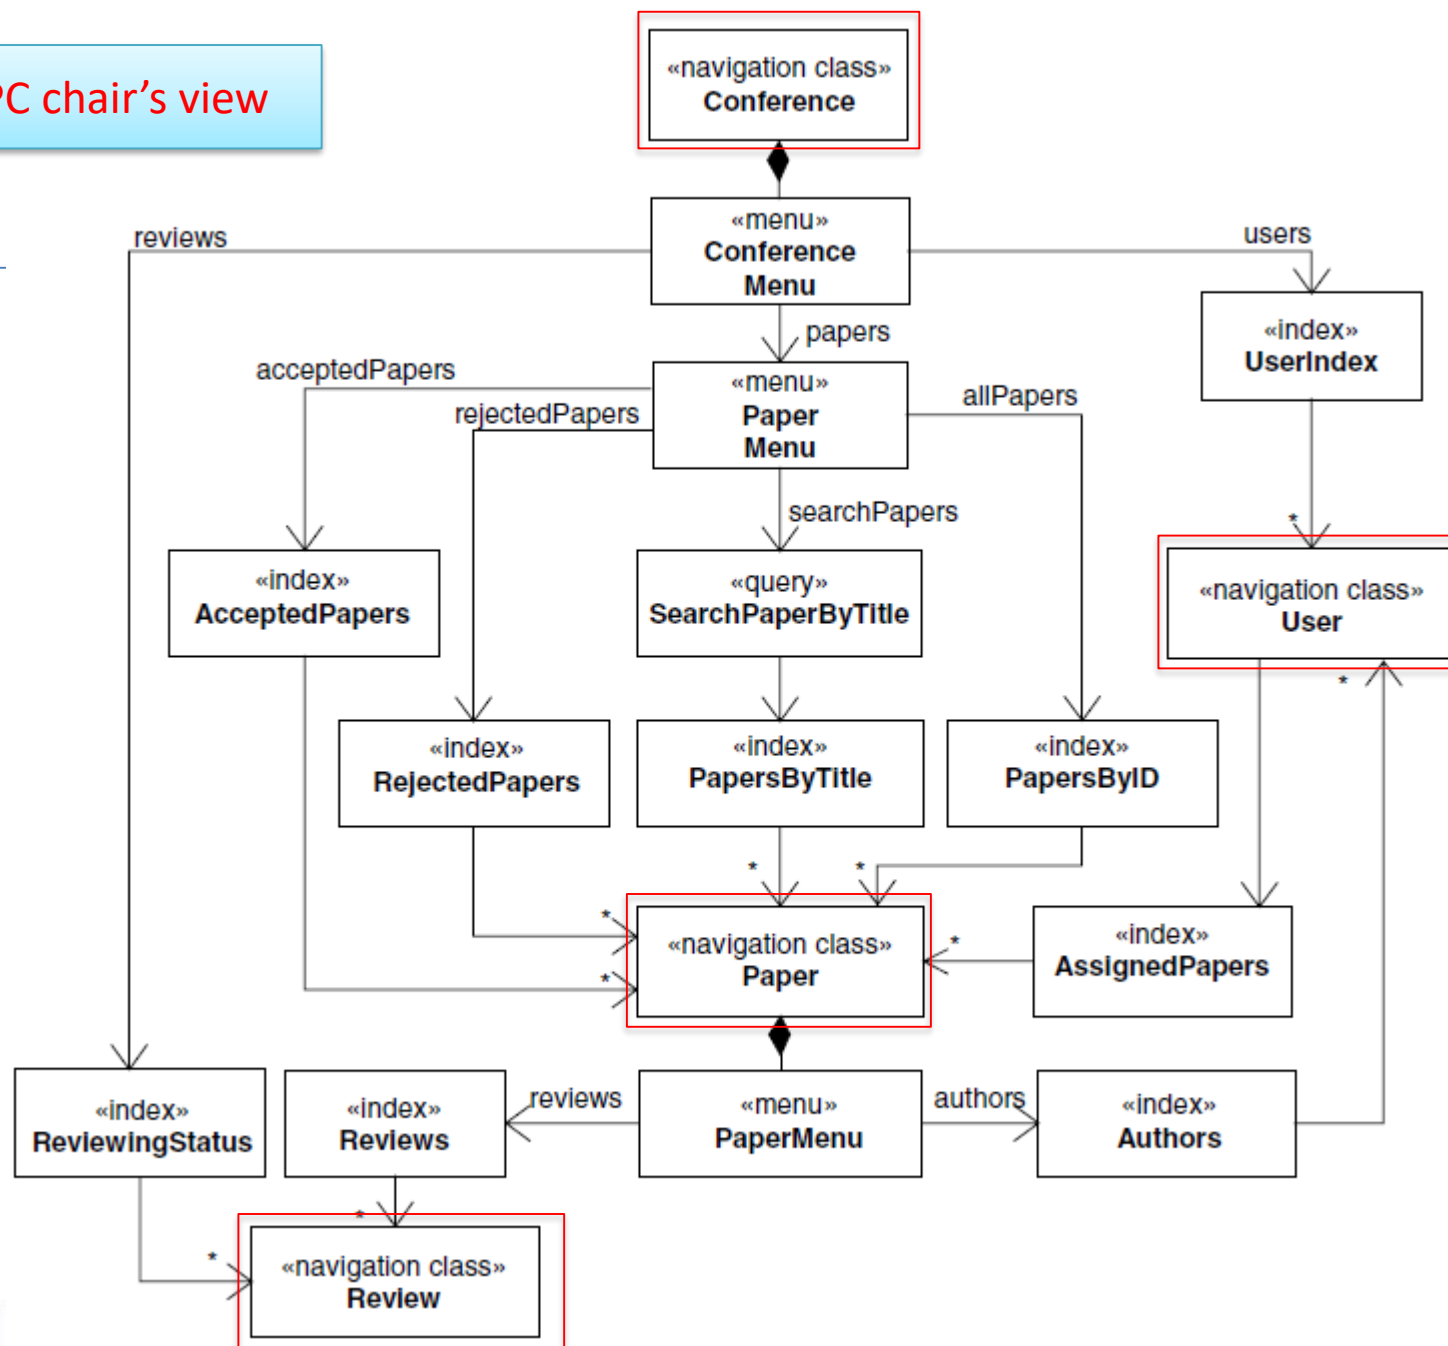 PC chair's view
«navigation class»
Conference
«menu»
Conference
Menu
reviews
users
papers
«index»
UserIndex
acceptedPapers
rejectedPapers
«menu»
Paper
Menu
allPapers
searchPapers
*
«index»
AcceptedPapers
«query»
SearchPaperByTitle
«navigation class»
User
*
«index»
RejectedPapers
«index»
PapersByTitle
«index»
PapersByID
*
*
*
*
«navigation class»
Paper
*
«index»
AssignedPapers
«index»
ReviewingStatus
«index»
Reviews
reviews
«menu»
PaperMenu
authors
«index»
Authors
*
*
«navigation class»
Review